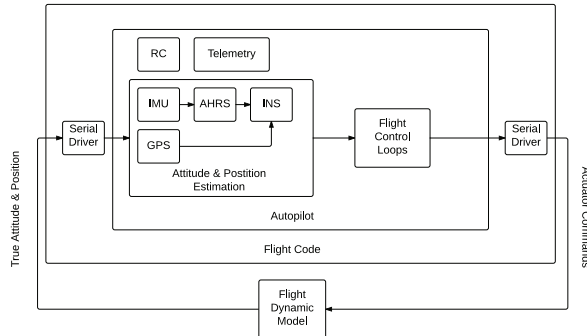 RC
Telemetry
IMU
AHRS
INS
GPS
Attitude & Postition
Estimation
Serial
Driver
Flight
Control
Loops
Serial
Driver
Autopilot
Flight Code
True Attitude & Position
Actuator Commands
Flight
Dynamic
Model